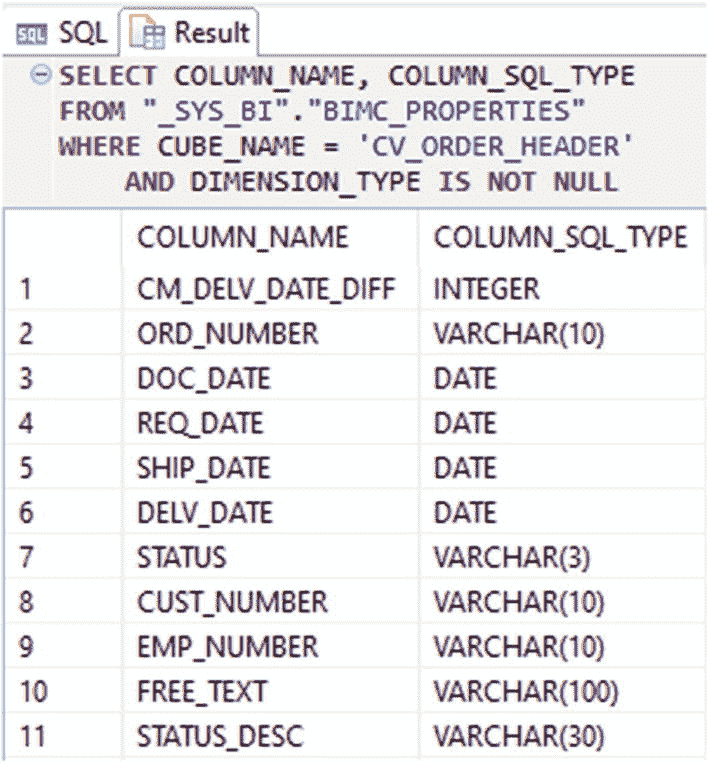 SQL SQL Result
SELECT COLUMN_NAME, COLUMN_SQL_TYPE
FROM "_SYS_BI"."BIMC_PROPERTIES"
WHERE CUBE_NAME = 'CV_ORDER_HEADER'
AND DIMENSION_TYPE IS NOT NULL
COLUMN_NAME COLUMN_SQL_TYPE
1 CM_DELV_DATE_DIFF INTEGER
2 ORD_NUMBER VARCHAR(10)
3 DOC_DATE DATE
4 REQ_DATE DATE
5 SHIP_DATE DATE
6 DELV_DATE DATE
7 STATUS VARCHAR(3)
8 CUST_NUMBER VARCHAR(10)
9 EMP_NUMBER VARCHAR(10)
10 FREE_TEXT VARCHAR(100)
11 STATUS_DESC VARCHAR(30)